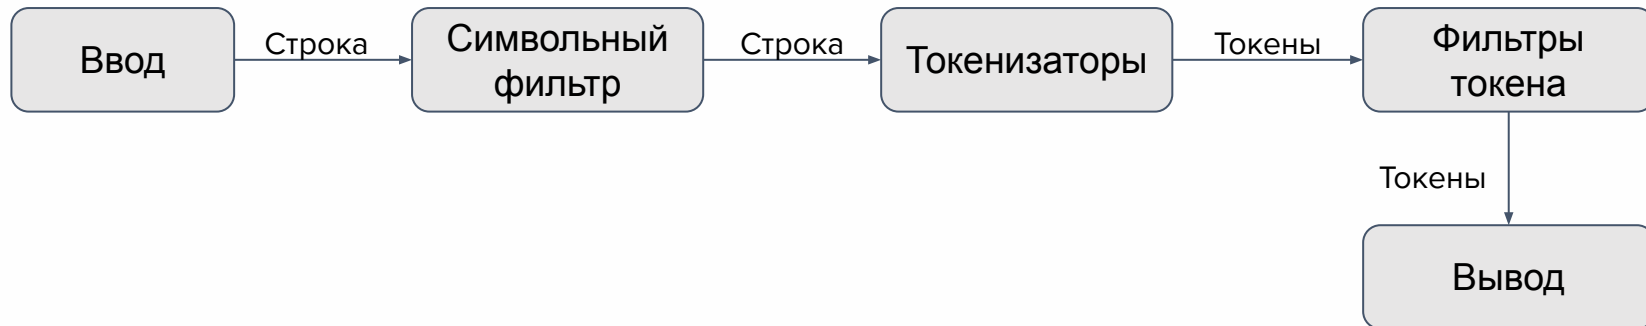 Ввод
Строка
Символьный
фильтр
Строка
Токенизаторы
Токены
Фильтры
токена
Токены
Вывод